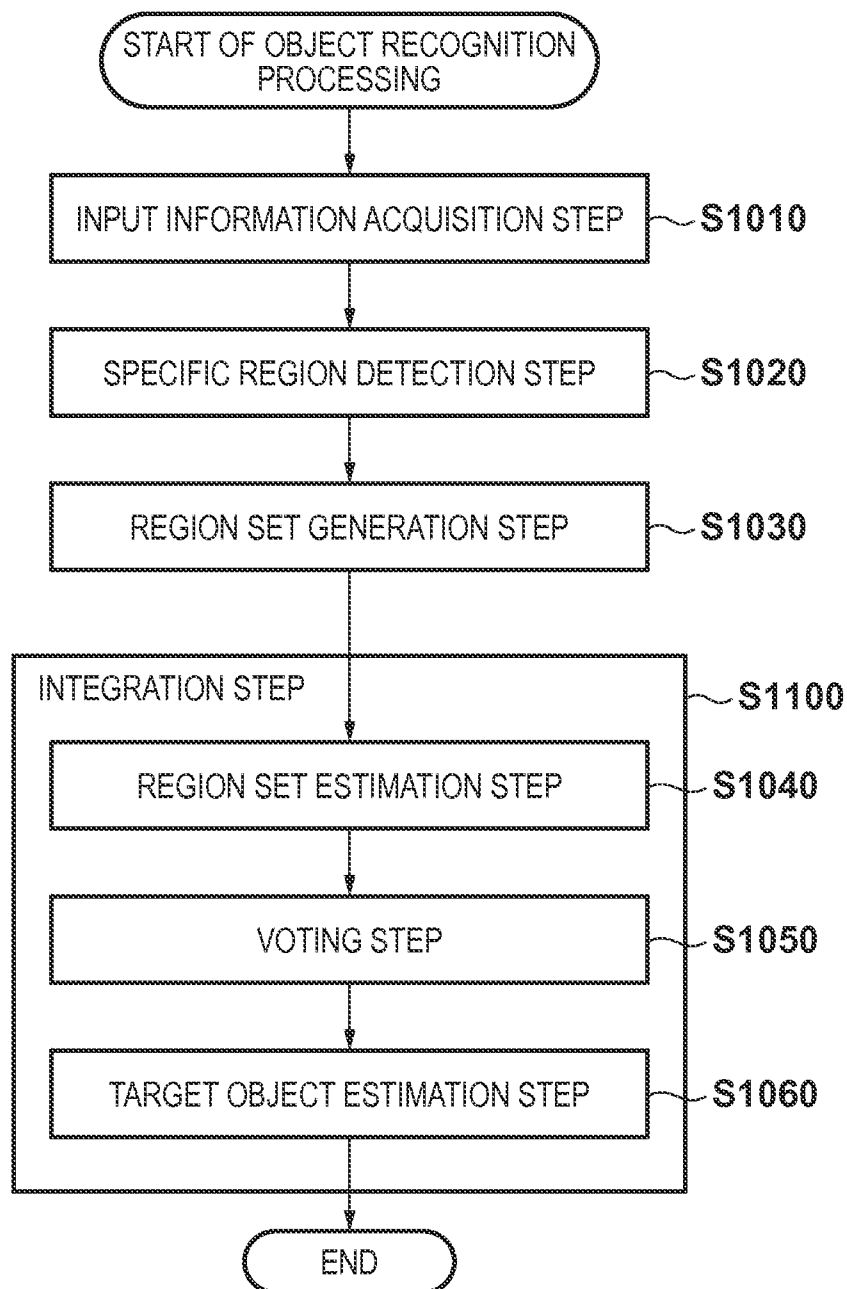 START OF OBJECT RECOGNITION
PROCESSING
INPUT INFORMATION ACQUISITION STEP
S1010
SPECIFIC REGION DETECTION STEP
S1020
REGION SET GENERATION STEP
S1030
INTEGRATION STEP
S1100
REGION SET ESTIMATION STEP
S1040
VOTING STEP
S1050
TARGET OBJECT ESTIMATION STEP
S1060
END